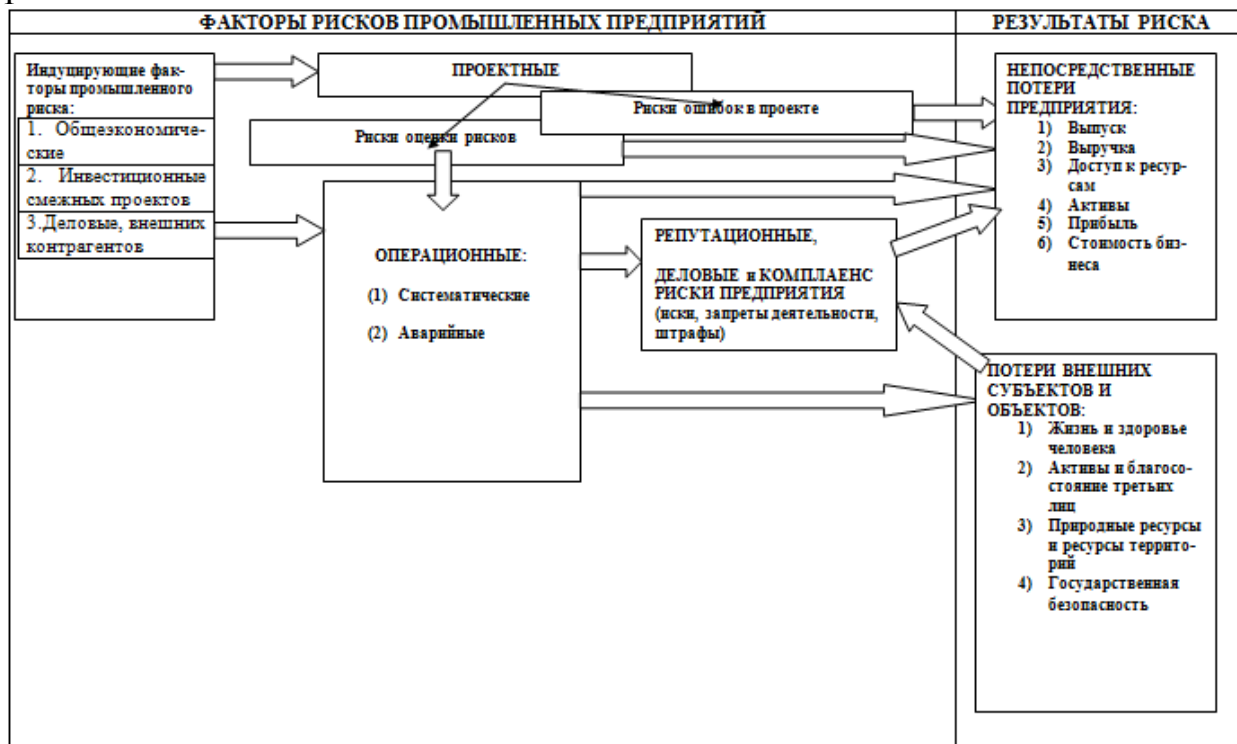 ФАКТОРЫ РИСКОВ ПРОМЫШЛЕННЫХ ПРЕДПРИЯТИЙ
РЕЗУЛЬТАТЫ РИСКА
Индуцирующие фак-
торы промышленного
риска:
1. Общеэкономиче-
ские
2. Инвестиционные
смежных проектов
3.Деловые, внешних
контрагентов
ПРОЕКТНЫЕ
Риски ошибок в проекте
Риски оценки рисков
ОПЕРАЦИОННЫЕ:
(1) Систематические
(2) Аварийные
РЕПУТАЦИОННЫЕ,
ДЕЛОВЫЕ и КОМПЛАЕНС
РИСКИ ПРЕДПРИЯТИЯ
(иски, запреты деятельности,
штрафы)
НЕПОСРЕДСТВЕННЫЕ
ПОТЕРИ
ПРЕДПРИЯТИЯ:
1) Выпуск
2) Выручка
3) Доступ к ресур-
сам
4) Активы
5) Прибыль
6) Стоимость биз-
неса
ПОТЕРИ ВНЕШНИХ
СУБЪЕКТОВ И
ОБЪЕКТОВ:
1) Жизнь и здоровье
человека
2) Активы и благосо-
стояние третьих
лиц
3) Природные ресурсы
и ресурсы террито-
рий
4) Государственная
безопасность